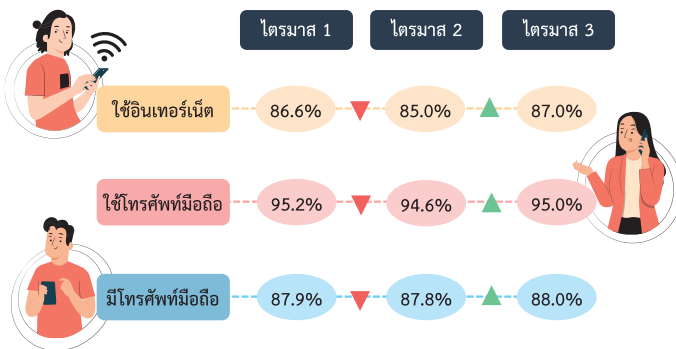 ไตรมาส 1 ไตรมาส 2 ไตรมาส 3
ใช้อินเทอร์เน็ต 86.6% 85.0% 87.0%
ใช้โทรศัพท์มือถือ 95.2% 94.6% 95.0%
มีโทรศัพท์มือถือ 87.9% 87.8% 88.0%